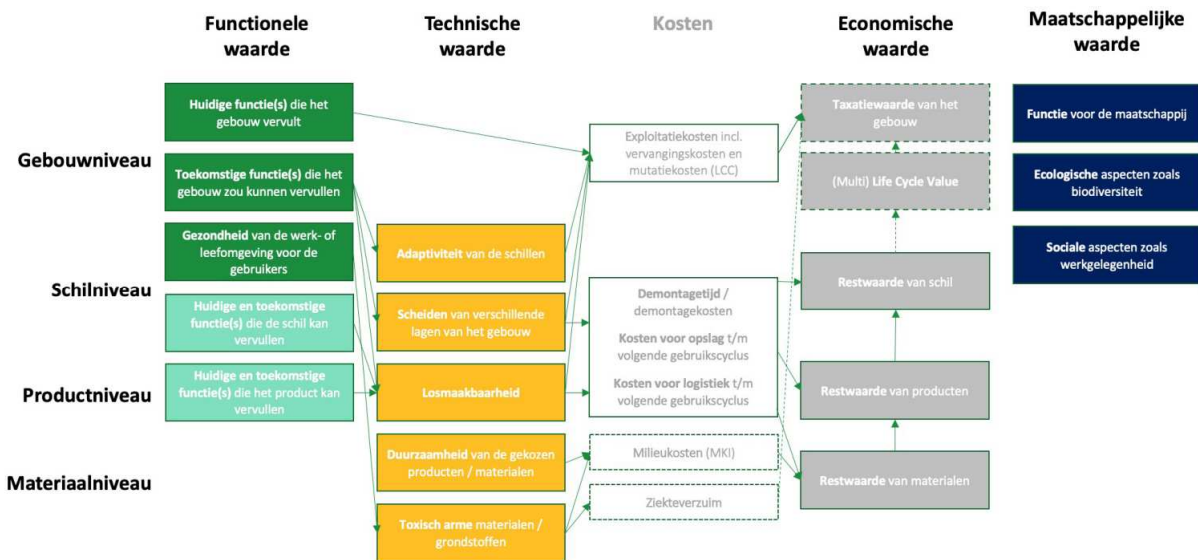 Functionele
waarde
Technische
waarde
Kosten
Economische
waarde
Maatschappelijke
waarde
Gebouwniveau
Schilniveau
Productniveau
Materiaalniveau
Huidige functie(s) die het
gebouw vervult
Toekomstige functie(s) die het
gebouw zou kunnen vervullen
Gezondheid van de werk- of
leefomgeving voor de
gebruikers
Huidige en toekomstige
functie(s) die de schil kan
vervullen
Huidige en toekomstige
functie(s) die het product kan
vervullen
Adaptiviteit van de schillen
Scheiden van verschillende
lagen van het gebouw
Losmaakbaarheid
Duurzaamheid van de gekozen
producten / materialen
Toxisch arme materialen /
grondstoffen
Exploitatiekosten incl.
vervangingskosten en
mutatiekosten (LCC)
Demontagetijd /
demontagekosten
Kosten voor opslag t/m
volgende gebruikscyclus
Kosten voor logistiek t/m
volgende gebruikscyclus
Milieukosten (MKI)
Ziekteverzuim
Taxatiewaarde van het
gebouw
(Multi) Life Cycle Value
Restwaarde van schil
Restwaarde van producten
Restwaarde van materialen
Functie voor de maatschappij
Ecologische aspecten zoals
biodiversiteit
Sociale aspecten zoals
werkgelegenheid